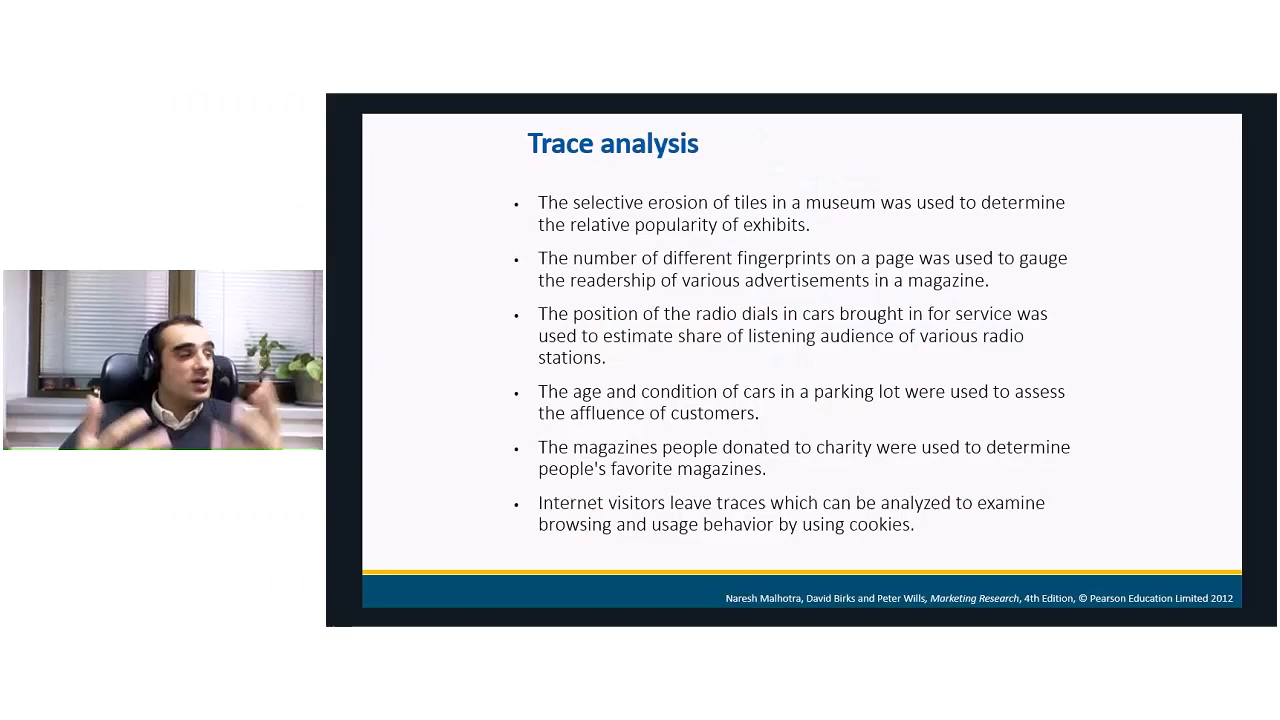 Trace analysis
• The selective erosion of tiles in a museum was used to determine
the relative popularity of exhibits.
• The number of different fingerprints on a page was used to gauge
the readership of various advertisements in a magazine.
• The position of the radio dials in cars brought in for service was
used to estimate share of listening audience of various radio
stations.
• The age and condition of cars in a parking lot were used to assess
the affluence of customers.
• The magazines people donated to charity were used to determine
people's favorite magazines.
• Internet visitors leave traces which can be analyzed to examine
browsing and usage behavior by using cookies.
Naresh Malhotra, David Birks and Peter Wills, Marketing Research, 4th Edition, © Pearson Education Limited 2012